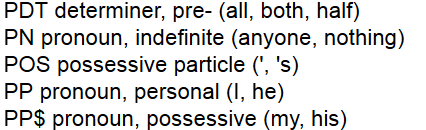 PDT determiner, pre- (all, both, half)
PN pronoun, indefinite (anyone, nothing)
POS possessive particle (', 's)
PP pronoun, personal (I, he)
PP$ pronoun, possessive (my, his)